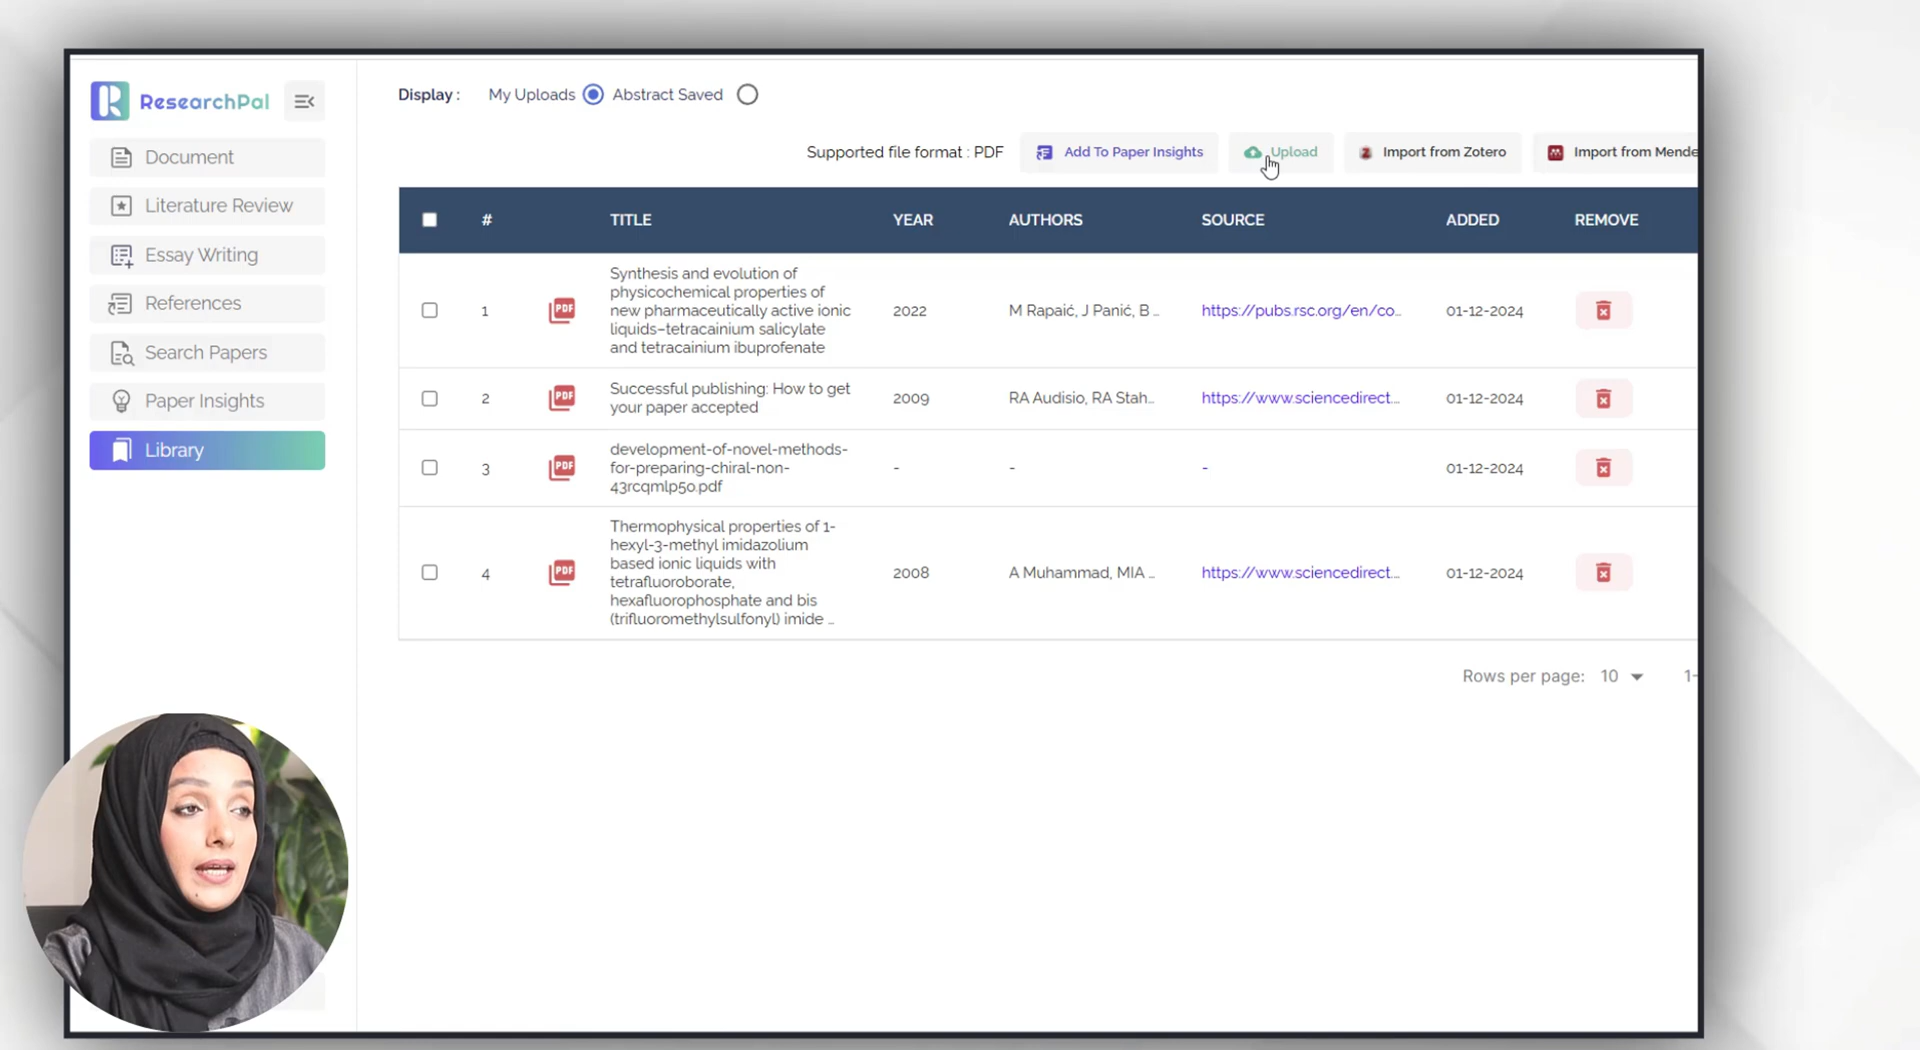 ResearchPal
Document
Literature Review
Essay Writing
References
Search Papers
Paper Insights
Library
Display : My Uploads Abstract Saved
Supported file format : PDF Add To Paper Insights Upload Import from Zotero Import from Mende
# TITLE YEAR AUTHORS SOURCE ADDED REMOVE
Synthesis and evolution of
physicochemical properties of
1 PDF new pharmaceutically active ionic 2022 M Rapaić, J Panić, B … https://pubs.rsc.org/en/co… 01-12-2024
liquids–tetracainium salicylate
and tetracainium ibuprofenate
2 PDF Successful publishing: How to get 2009 RA Audisio, RA Stah… https://www.sciencedirect… 01-12-2024
your paper accepted
development-of-novel-methods-
3 PDF for-preparing-chiral-non- - - - 01-12-2024
43rcqmlp5o.pdf
Thermophysical properties of 1-
hexyl-3-methyl imidazolium
based ionic liquids with
4 PDF tetrafluoroborate, 2008 A Muhammad, MIA … https://www.sciencedirect… 01-12-2024
hexafluorophosphate and bis
(trifluoromethylsulfonyl) imide …
Rows per page: 10 1-